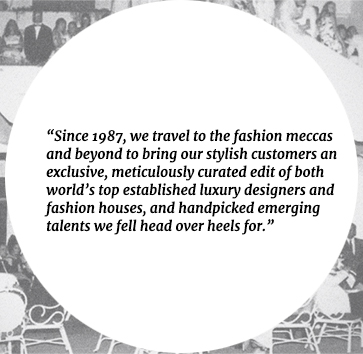 “Since 1987, we travel to the fashion meccas
and beyond to bring our stylish customers an
exclusive, meticulously curated edit of both
world’s top established luxury designers and
fashion houses, and handpicked emerging
talents we fell head over heels for.”